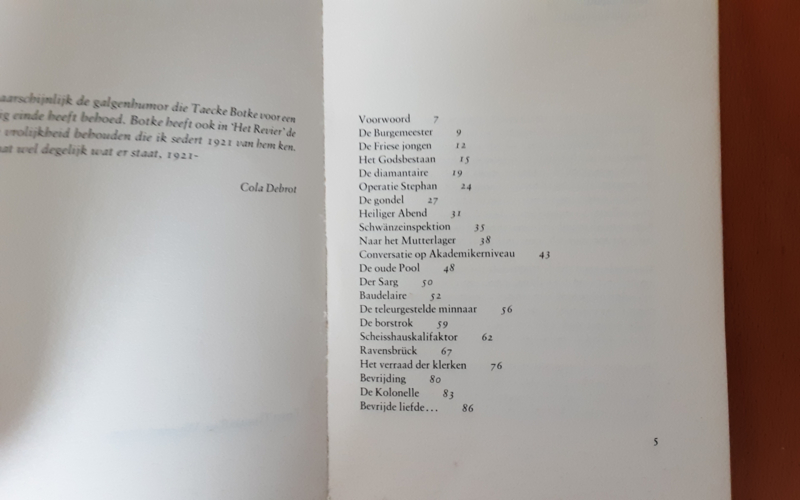 aarschijnlijk de galgenhumor die Taecke Botke voor een
ig einde heeft behoed. Botke heeft ook in 'Het Revier' de
vrolijkheid behouden die ik sedert 1921 van hem ken.
aat wel degelijk wat er staat, 1921-
Cola Debrot
Voorwoord 7
De Burgemeester 9
De Friese jongen 12
Het Godsbestaan 15
De diamantaire 19
Operatie Stephan 24
De gondel 27
Heiliger Abend 31
Schwänzeinspektion 35
Naar het Mutterlager 38
Conversatie op Akademikerniveau 43
De oude Pool 48
Der Sarg 50
Baudelaire 52
De teleurgestelde minnaar 56
De borstrok 59
Scheisshauskalifaktor 62
Ravensbrück 67
Het verraad der klerken 76
Bevrijding 80
De Kolonelle 83
Bevrijde liefde... 86
5